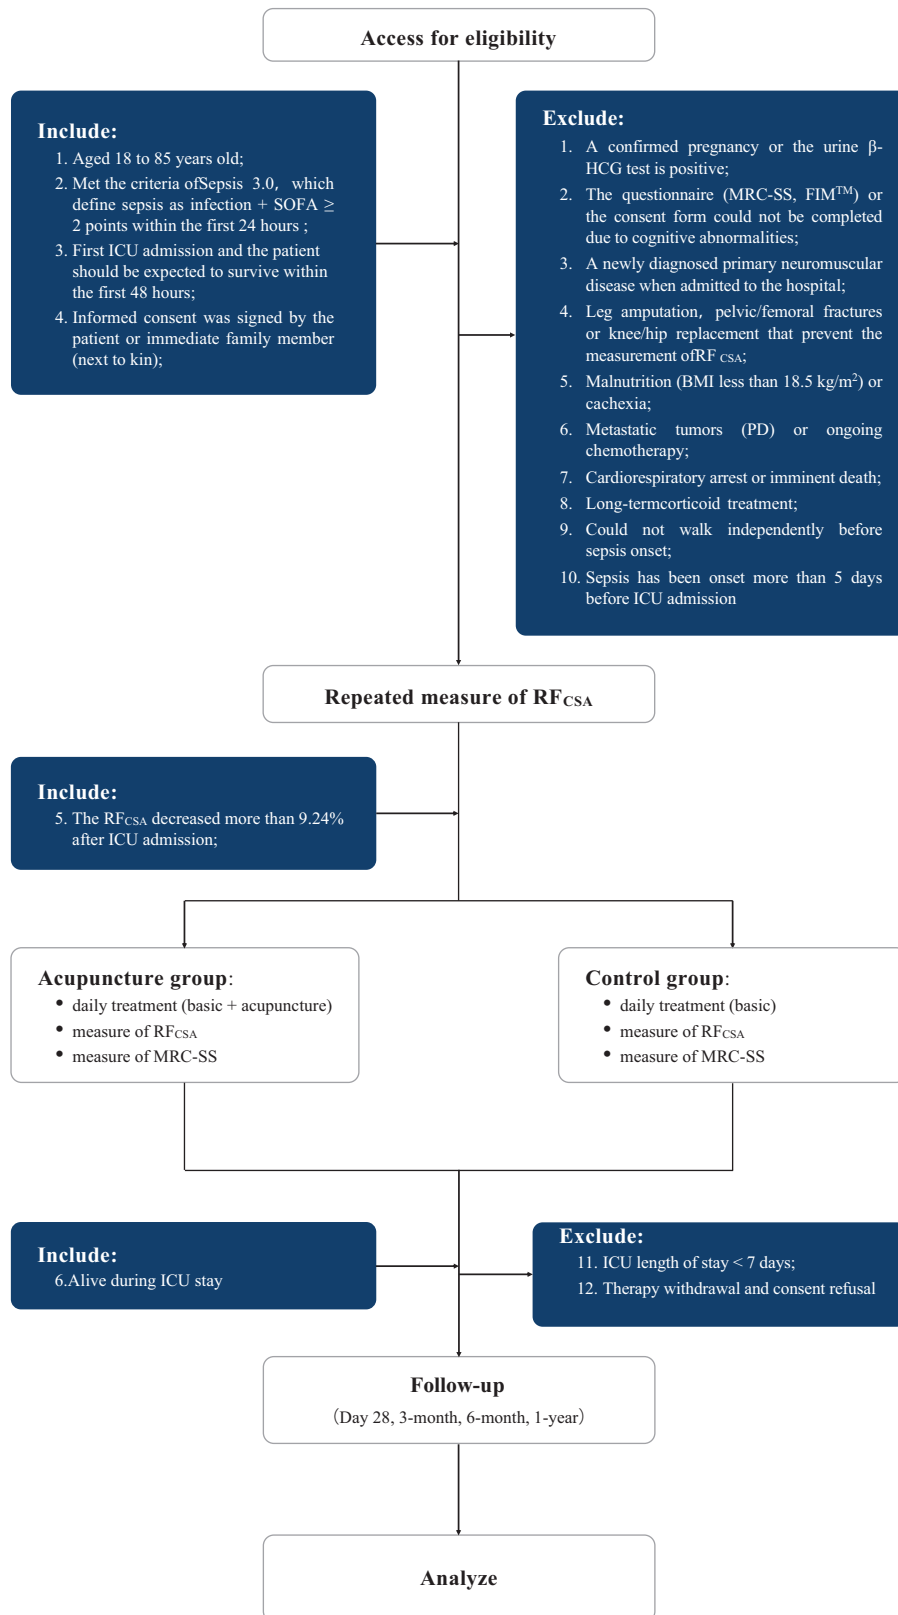 Access for eligibility
Include:
1. Aged 18 to 85 years old;
2. Met the criteria ofSepsis 3.0, which
define sepsis as infection + SOFA ≥
2 points within the first 24 hours ;
3. First ICU admission and the patient
should be expected to survive within
the first 48 hours;
4. Informed consent was signed by the
patient or immediate family member
(next to kin);
Exclude:
1. A confirmed pregnancy or the urine β-
HCG test is positive;
2. The questionnaire (MRC-SS, FIM™) or
the consent form could not be completed
due to cognitive abnormalities;
3. A newly diagnosed primary neuromuscular
disease when admitted to the hospital;
4. Leg amputation, pelvic/femoral fractures
or knee/hip replacement that prevent the
measurement ofRF CSA;
5. Malnutrition (BMI less than 18.5 kg/m²) or
cachexia;
6. Metastatic tumors (PD) or ongoing
chemotherapy;
7. Cardiorespiratory arrest or imminent death;
8. Long-termcorticoid treatment;
9. Could not walk independently before
sepsis onset;
10. Sepsis has been onset more than 5 days
before ICU admission
Repeated measure of RFCSA
Include:
5. The RFCSA decreased more than 9.24%
after ICU admission;
Acupuncture group:
• daily treatment (basic + acupuncture)
• measure of RFCSA
• measure of MRC-SS
Control group:
• daily treatment (basic)
• measure of RFCSA
• measure of MRC-SS
Include:
6.Alive during ICU stay
Exclude:
11. ICU length of stay < 7 days;
12. Therapy withdrawal and consent refusal
Follow-up
(Day 28, 3-month, 6-month, 1-year)
Analyze